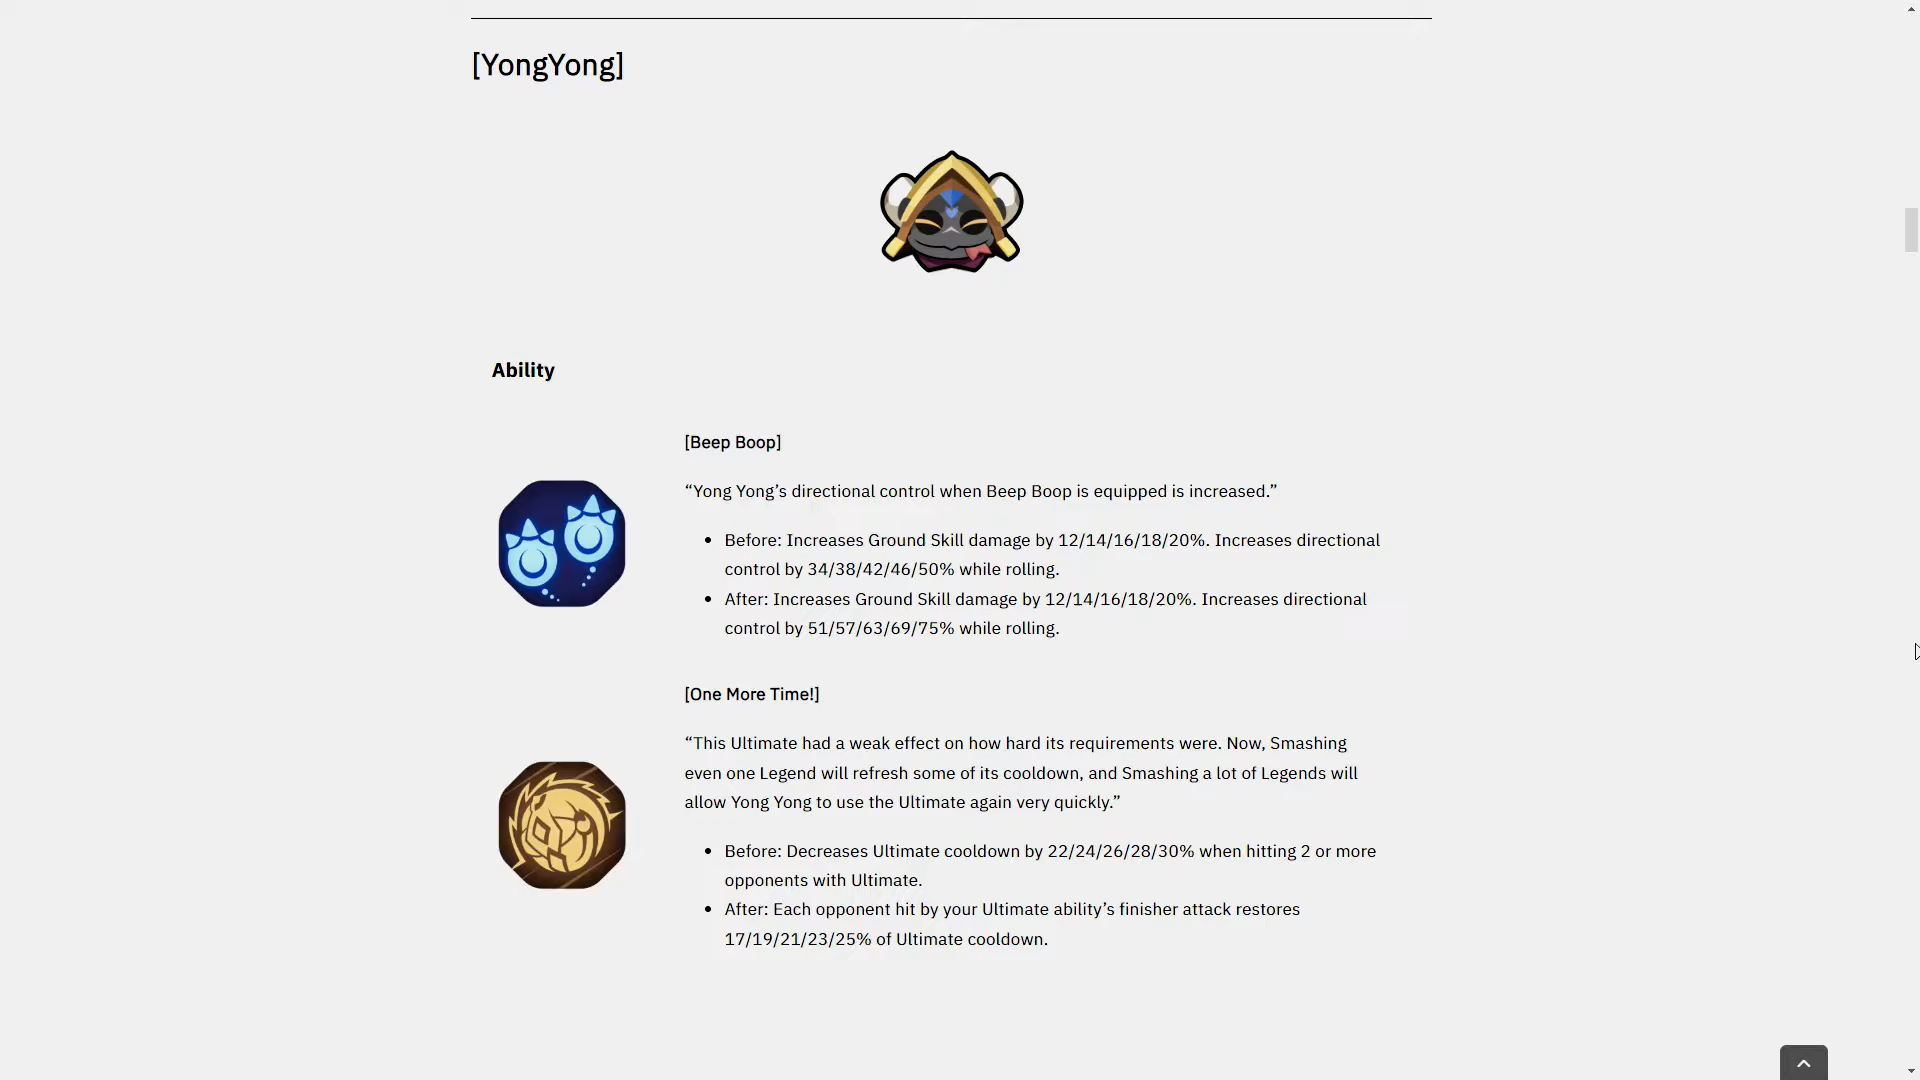 [YongYong]
Ability
[Beep Boop]
“Yong Yong’s directional control when Beep Boop is equipped is increased.”
• Before: Increases Ground Skill damage by 12/14/16/18/20%. Increases directional
control by 34/38/42/46/50% while rolling.
• After: Increases Ground Skill damage by 12/14/16/18/20%. Increases directional
control by 51/57/63/69/75% while rolling.
[One More Time!]
“This Ultimate had a weak effect on how hard its requirements were. Now, Smashing
even one Legend will refresh some of its cooldown, and Smashing a lot of Legends will
allow Yong Yong to use the Ultimate again very quickly.”
• Before: Decreases Ultimate cooldown by 22/24/26/28/30% when hitting 2 or more
opponents with Ultimate.
• After: Each opponent hit by your Ultimate ability’s finisher attack restores
17/19/21/23/25% of Ultimate cooldown.